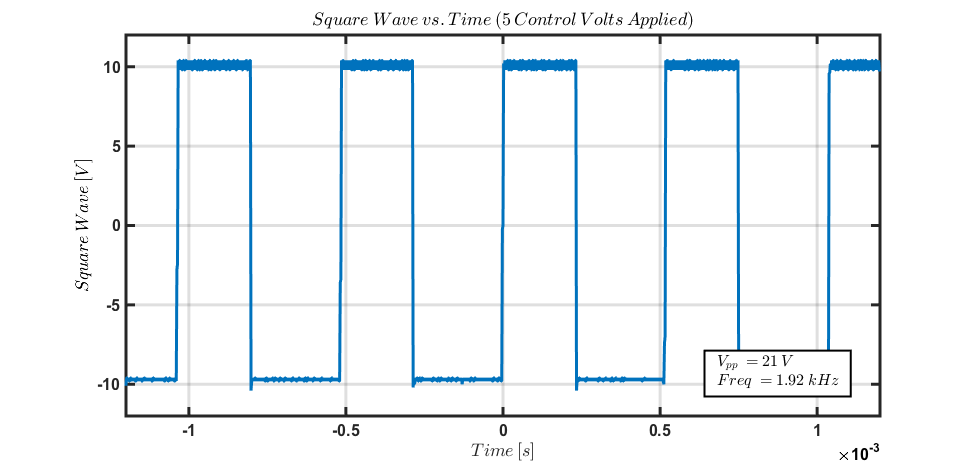 Square Wave vs. Time (5 Control Volts Applied)
Square Wave [V]
10
5
0
-5
-10
V_pp = 21 V
Freq = 1.92 kHz
-1
-0.5
0
0.5
1
Time [s]
×10^-3